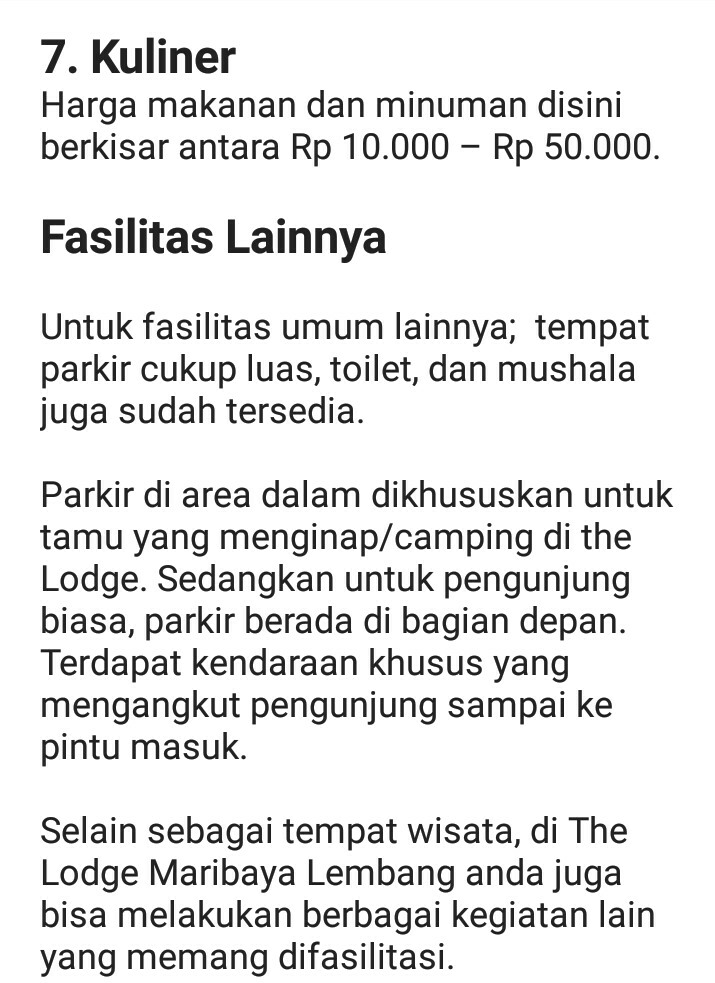 7. Kuliner
Harga makanan dan minuman disini
berkisar antara Rp 10.000 – Rp 50.000.
Fasilitas Lainnya
Untuk fasilitas umum lainnya;  tempat
parkir cukup luas, toilet, dan mushala
juga sudah tersedia.
Parkir di area dalam dikhususkan untuk
tamu yang menginap/camping di the
Lodge. Sedangkan untuk pengunjung
biasa, parkir berada di bagian depan.
Terdapat kendaraan khusus yang
mengangkut pengunjung sampai ke
pintu masuk.
Selain sebagai tempat wisata, di The
Lodge Maribaya Lembang anda juga
bisa melakukan berbagai kegiatan lain
yang memang difasilitasi.